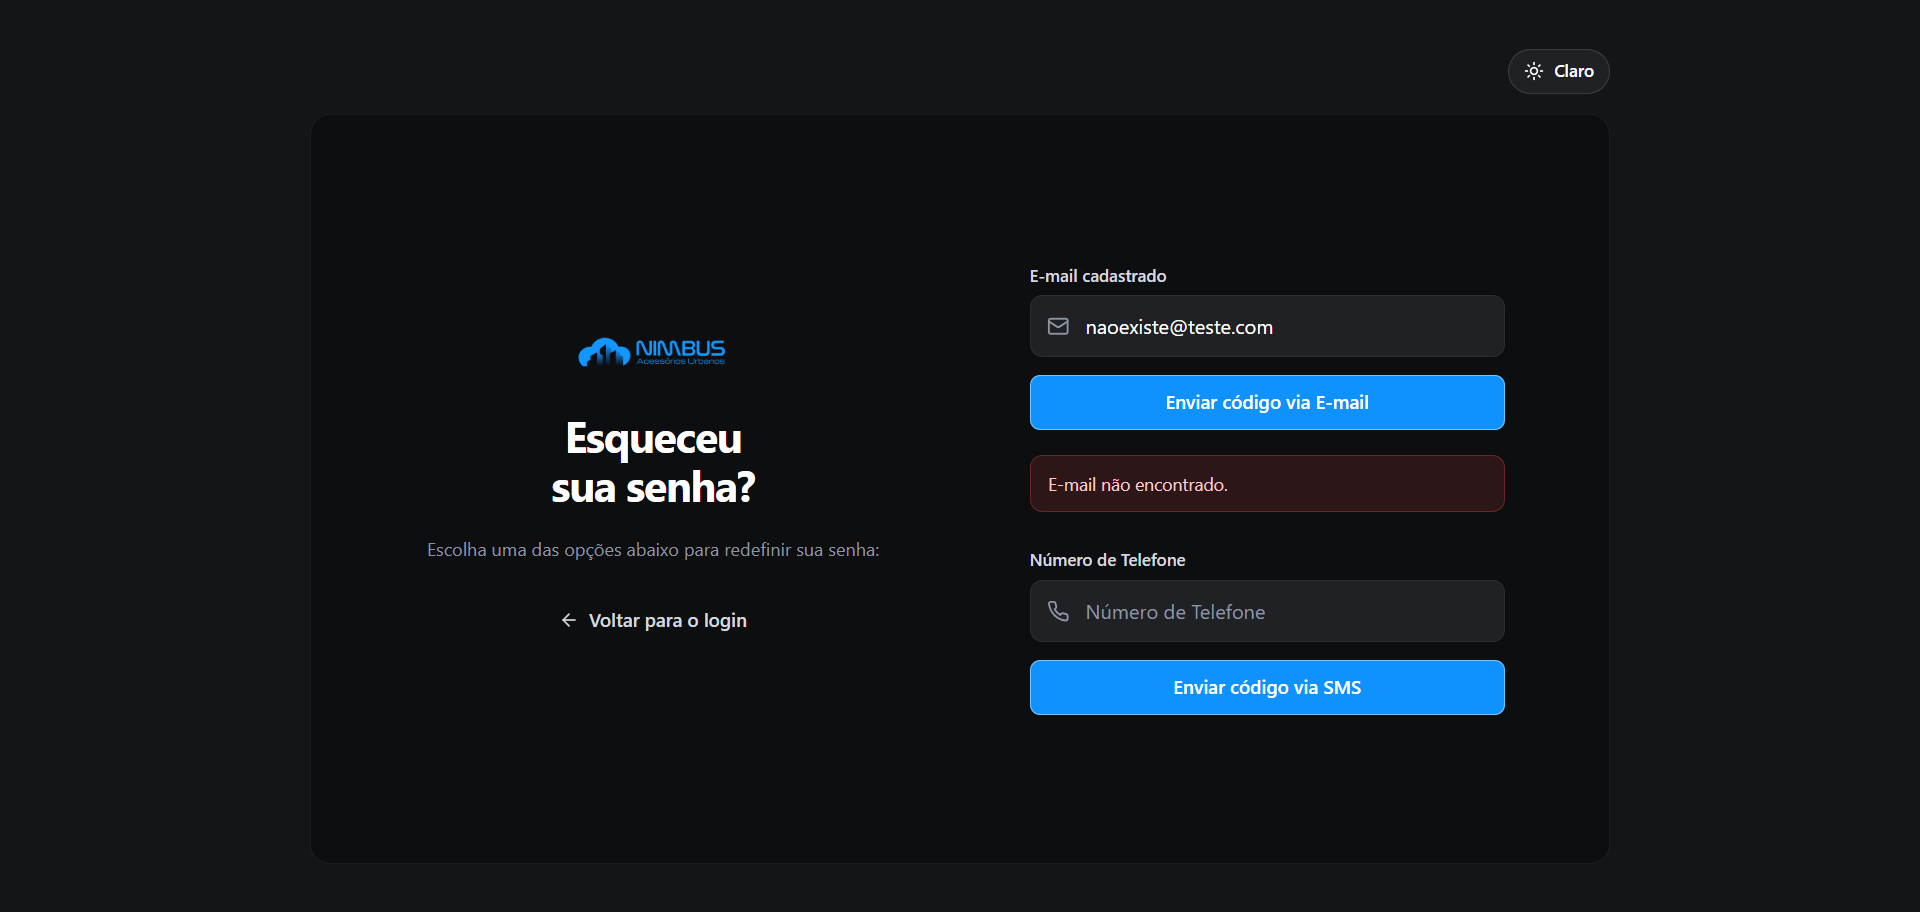 Claro
NIMBUS
Acessórios Urbanos
Esqueceu
sua senha?
Escolha uma das opções abaixo para redefinir sua senha:
← Voltar para o login
E-mail cadastrado
naoexiste@teste.com
Enviar código via E-mail
E-mail não encontrado.
Número de Telefone
Número de Telefone
Enviar código via SMS